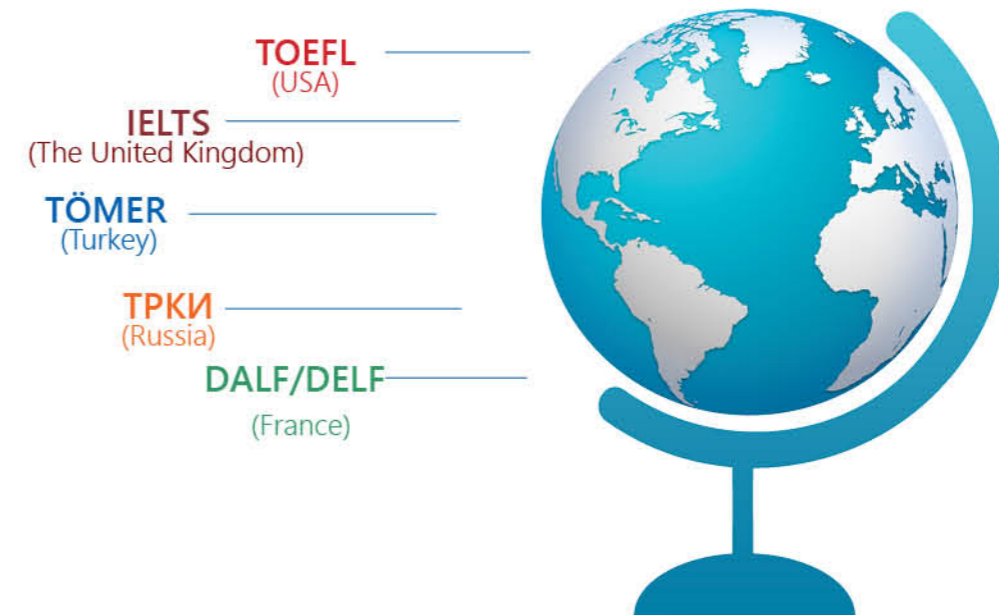 TOEFL
(USA)
IELTS
(The United Kingdom)
TÖMER
(Turkey)
ТРКИ
(Russia)
DALF/DELF
(France)